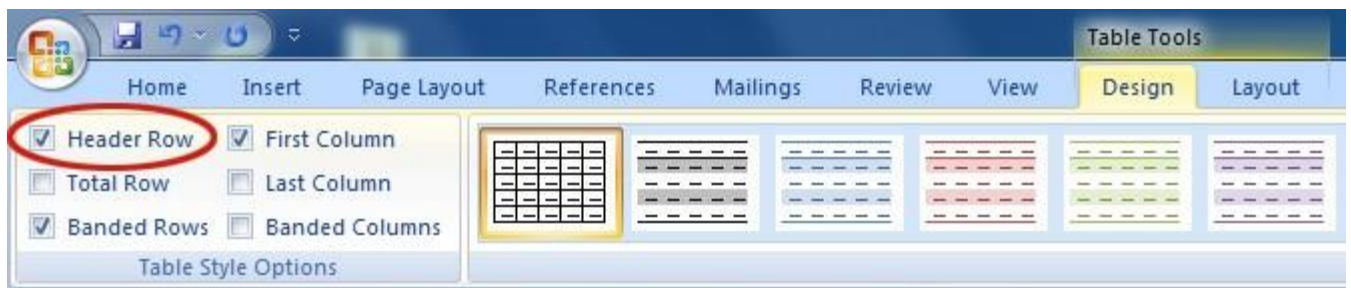 Table Tools
Home Insert Page Layout References Mailings Review View Design Layout
Header Row First Column
Total Row Last Column
Banded Rows Banded Columns
Table Style Options